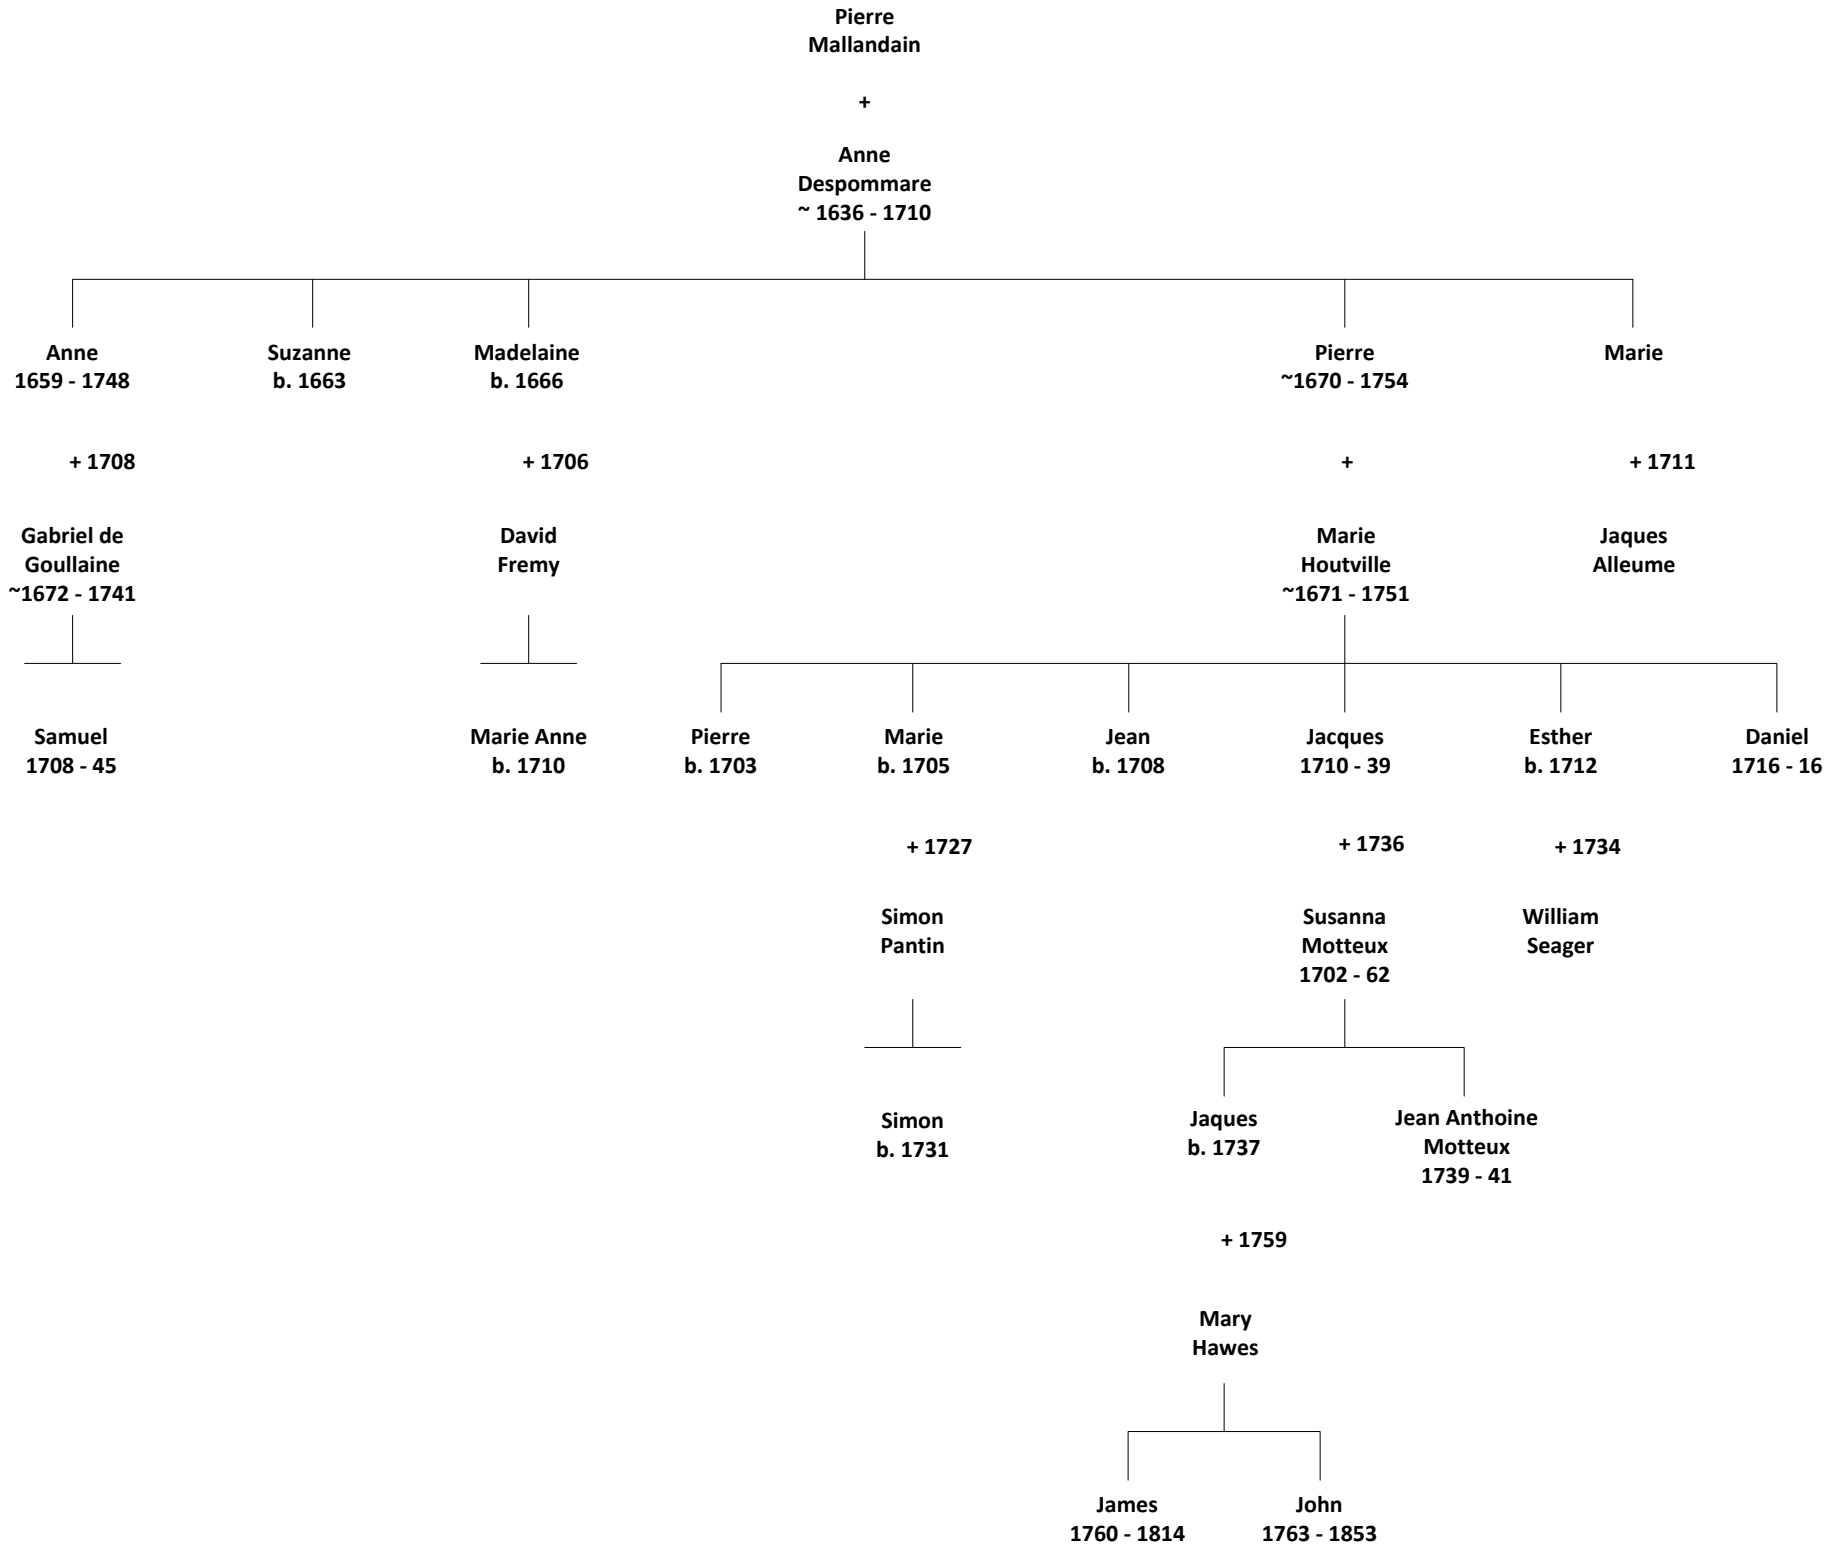 Pierre
Mallandain
+
Anne
Despommare
~ 1636 - 1710
Anne
1659 - 1748
Suzanne
b. 1663
Madelaine
b. 1666
Pierre
~1670 - 1754
Marie
+ 1708
+ 1706
+
+ 1711
Gabriel de
Goullaine
~1672 - 1741
David
Fremy
Marie
Houtville
~1671 - 1751
Jaques
Alleume
Samuel
1708 - 45
Marie Anne
b. 1710
Pierre
b. 1703
Marie
b. 1705
Jean
b. 1708
Jacques
1710 - 39
Esther
b. 1712
Daniel
1716 - 16
+ 1727
+ 1736
+ 1734
Simon
Pantin
Susanna
Motteux
1702 - 62
William
Seager
Simon
b. 1731
Jaques
b. 1737
Jean Anthoine
Motteux
1739 - 41
+ 1759
Mary
Hawes
James
1760 - 1814
John
1763 - 1853